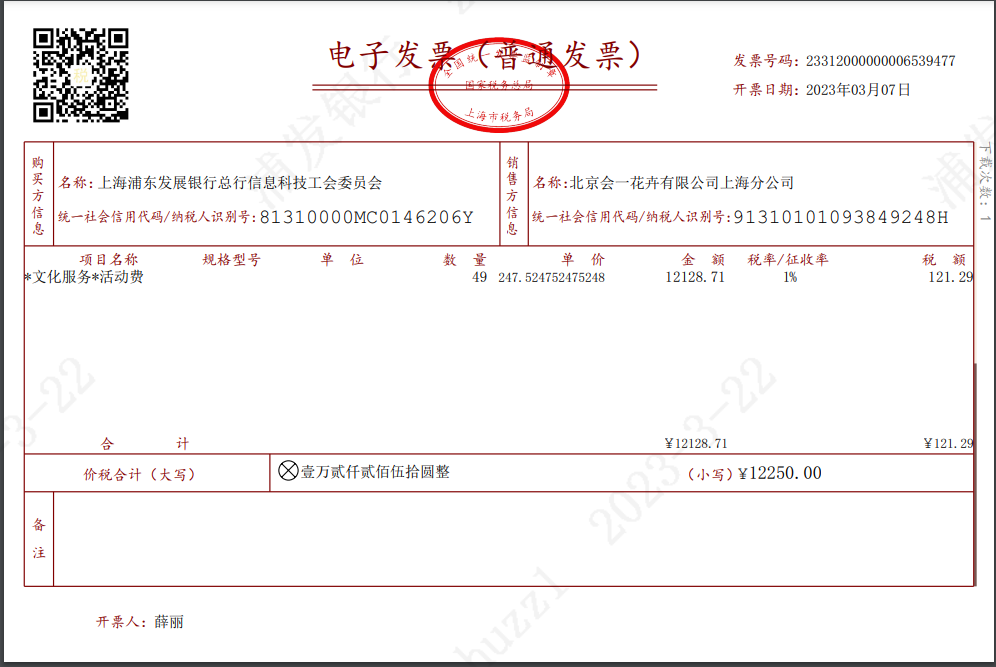 电子发票（普通发票）
全国统一发票监制章
国家税务总局
上海市税务局
发票号码：23312000000006539477
开票日期：2023年03月07日
下载次数：1
购买方信息
名称：上海浦东发展银行总行信息科技工会委员会
统一社会信用代码/纳税人识别号：81310000MC0146206Y
销售方信息
名称：北京会一花卉有限公司上海分公司
统一社会信用代码/纳税人识别号：91310101093849248H
项目名称 规格型号 单 位 数 量 单 价 金 额 税率/征收率 税 额
*文化服务*活动费 49 247.524752475248 12128.71 1% 121.29
合 计 ¥12128.71 ¥121.29
价税合计（大写） ⊗壹万贰仟贰佰伍拾圆整 （小写）¥12250.00
备注
开票人：薛丽
浦发银行
浦
3-22
2023-03-22
huzz1